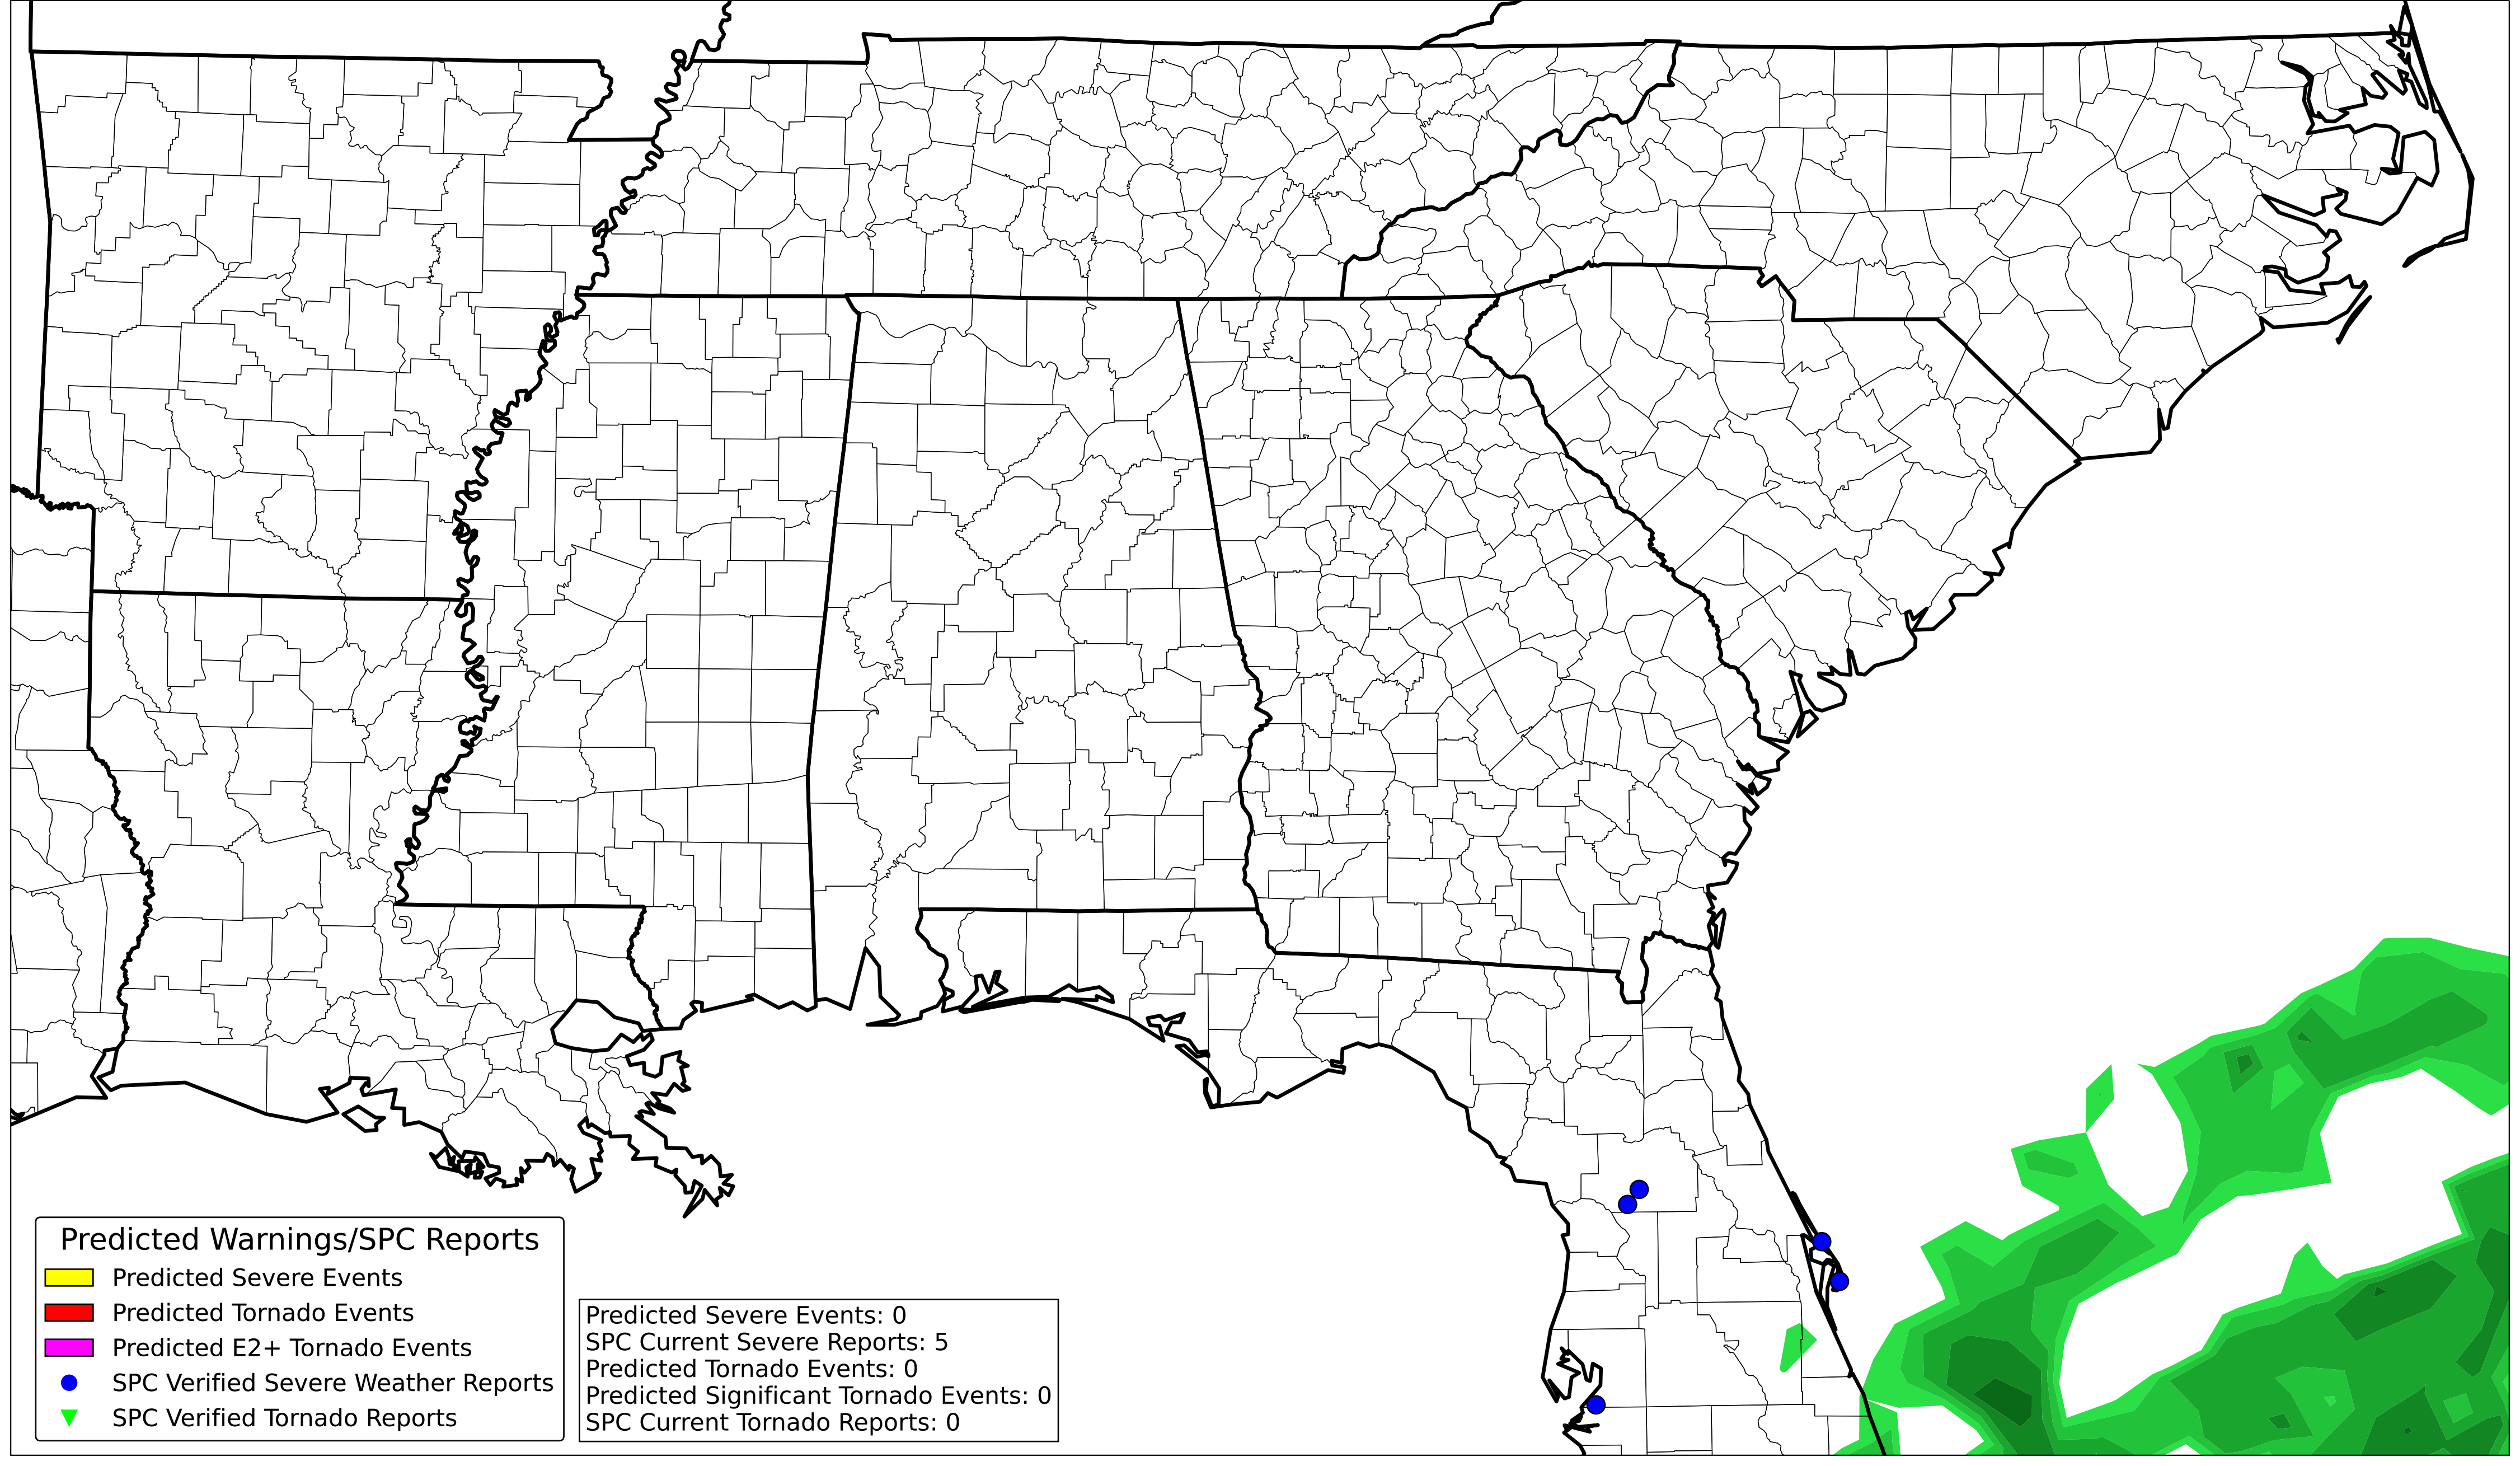 Predicted Warnings/SPC Reports
Predicted Severe Events
Predicted Tornado Events
Predicted E2+ Tornado Events
SPC Verified Severe Weather Reports
SPC Verified Tornado Reports
Predicted Severe Events: 0
SPC Current Severe Reports: 5
Predicted Tornado Events: 0
Predicted Significant Tornado Events: 0
SPC Current Tornado Reports: 0